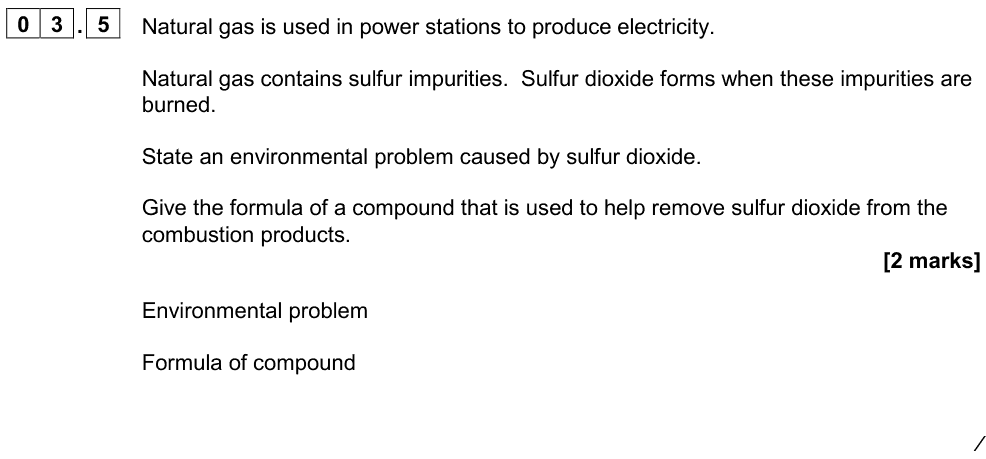 03.5 Natural gas is used in power stations to produce electricity.
Natural gas contains sulfur impurities. Sulfur dioxide forms when these impurities are
burned.
State an environmental problem caused by sulfur dioxide.
Give the formula of a compound that is used to help remove sulfur dioxide from the
combustion products.
[2 marks]
Environmental problem
Formula of compound